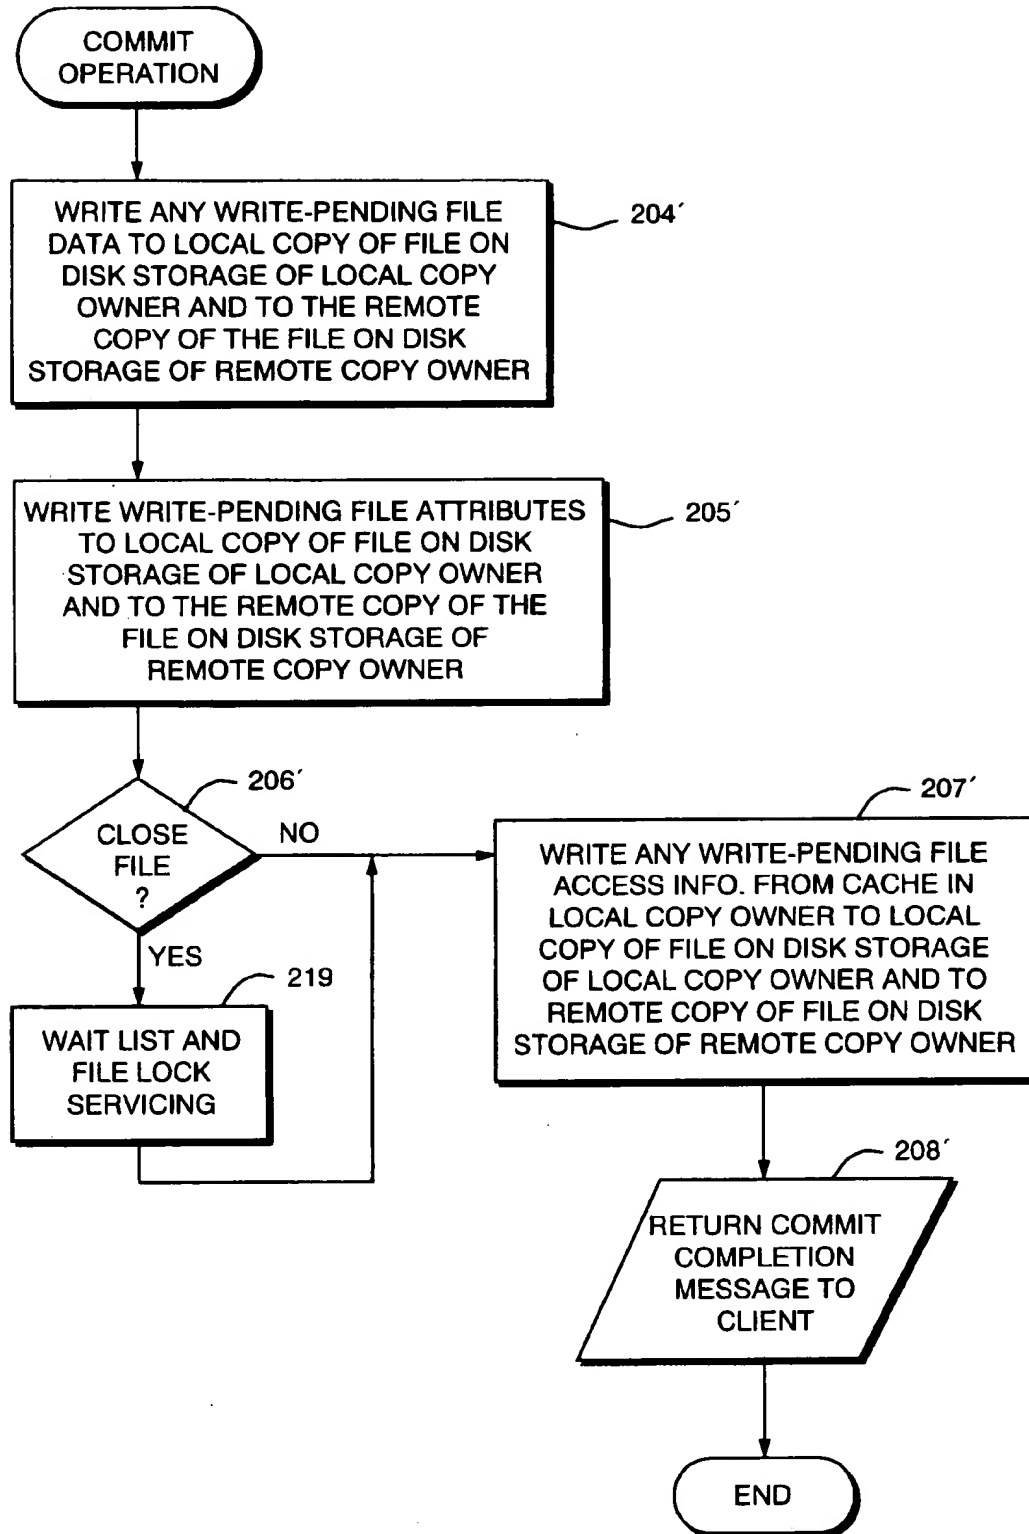 COMMIT
OPERATION
WRITE ANY WRITE-PENDING FILE
DATA TO LOCAL COPY OF FILE ON
DISK STORAGE OF LOCAL COPY
OWNER AND TO THE REMOTE
COPY OF THE FILE ON DISK
STORAGE OF REMOTE COPY OWNER
204′
WRITE WRITE-PENDING FILE ATTRIBUTES
TO LOCAL COPY OF FILE ON DISK
STORAGE OF LOCAL COPY OWNER
AND TO THE REMOTE COPY OF THE
FILE ON DISK STORAGE OF
REMOTE COPY OWNER
205′
CLOSE
FILE
?
206′
NO
YES
WAIT LIST AND
FILE LOCK
SERVICING
219
WRITE ANY WRITE-PENDING FILE
ACCESS INFO. FROM CACHE IN
LOCAL COPY OWNER TO LOCAL
COPY OF FILE ON DISK STORAGE
OF LOCAL COPY OWNER AND TO
REMOTE COPY OF FILE ON DISK
STORAGE OF REMOTE COPY OWNER
207′
RETURN COMMIT
COMPLETION
MESSAGE TO
CLIENT
208′
END